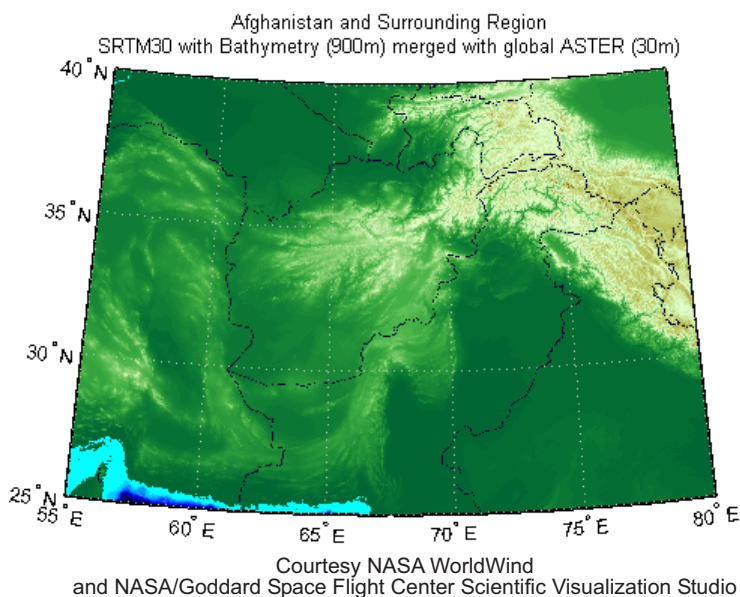 Afghanistan and Surrounding Region
SRTM30 with Bathymetry (900m) merged with global ASTER (30m)
40° N
35° N
30° N
25° N
55° E
60° E
65° E
70° E
75° E
80° E
Courtesy NASA WorldWind
and NASA/Goddard Space Flight Center Scientific Visualization Studio